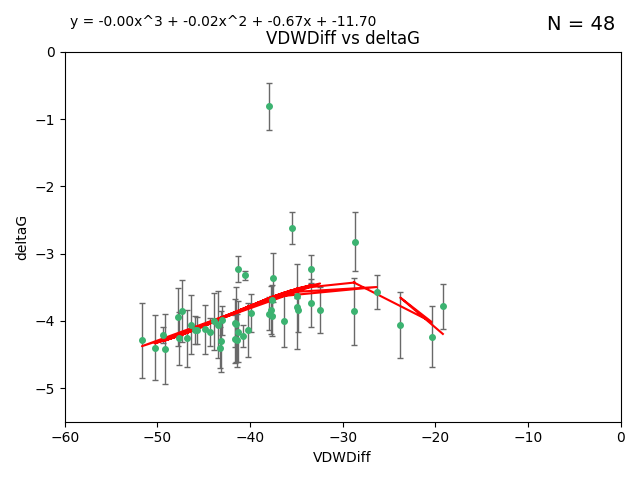 y = -0.00x^3 + -0.02x^2 + -0.67x + -11.70
N = 48
VDWDiff vs deltaG
0
−1
−2
−3
−4
−5
deltaG
−60 −50 −40 −30 −20 −10 0
VDWDiff